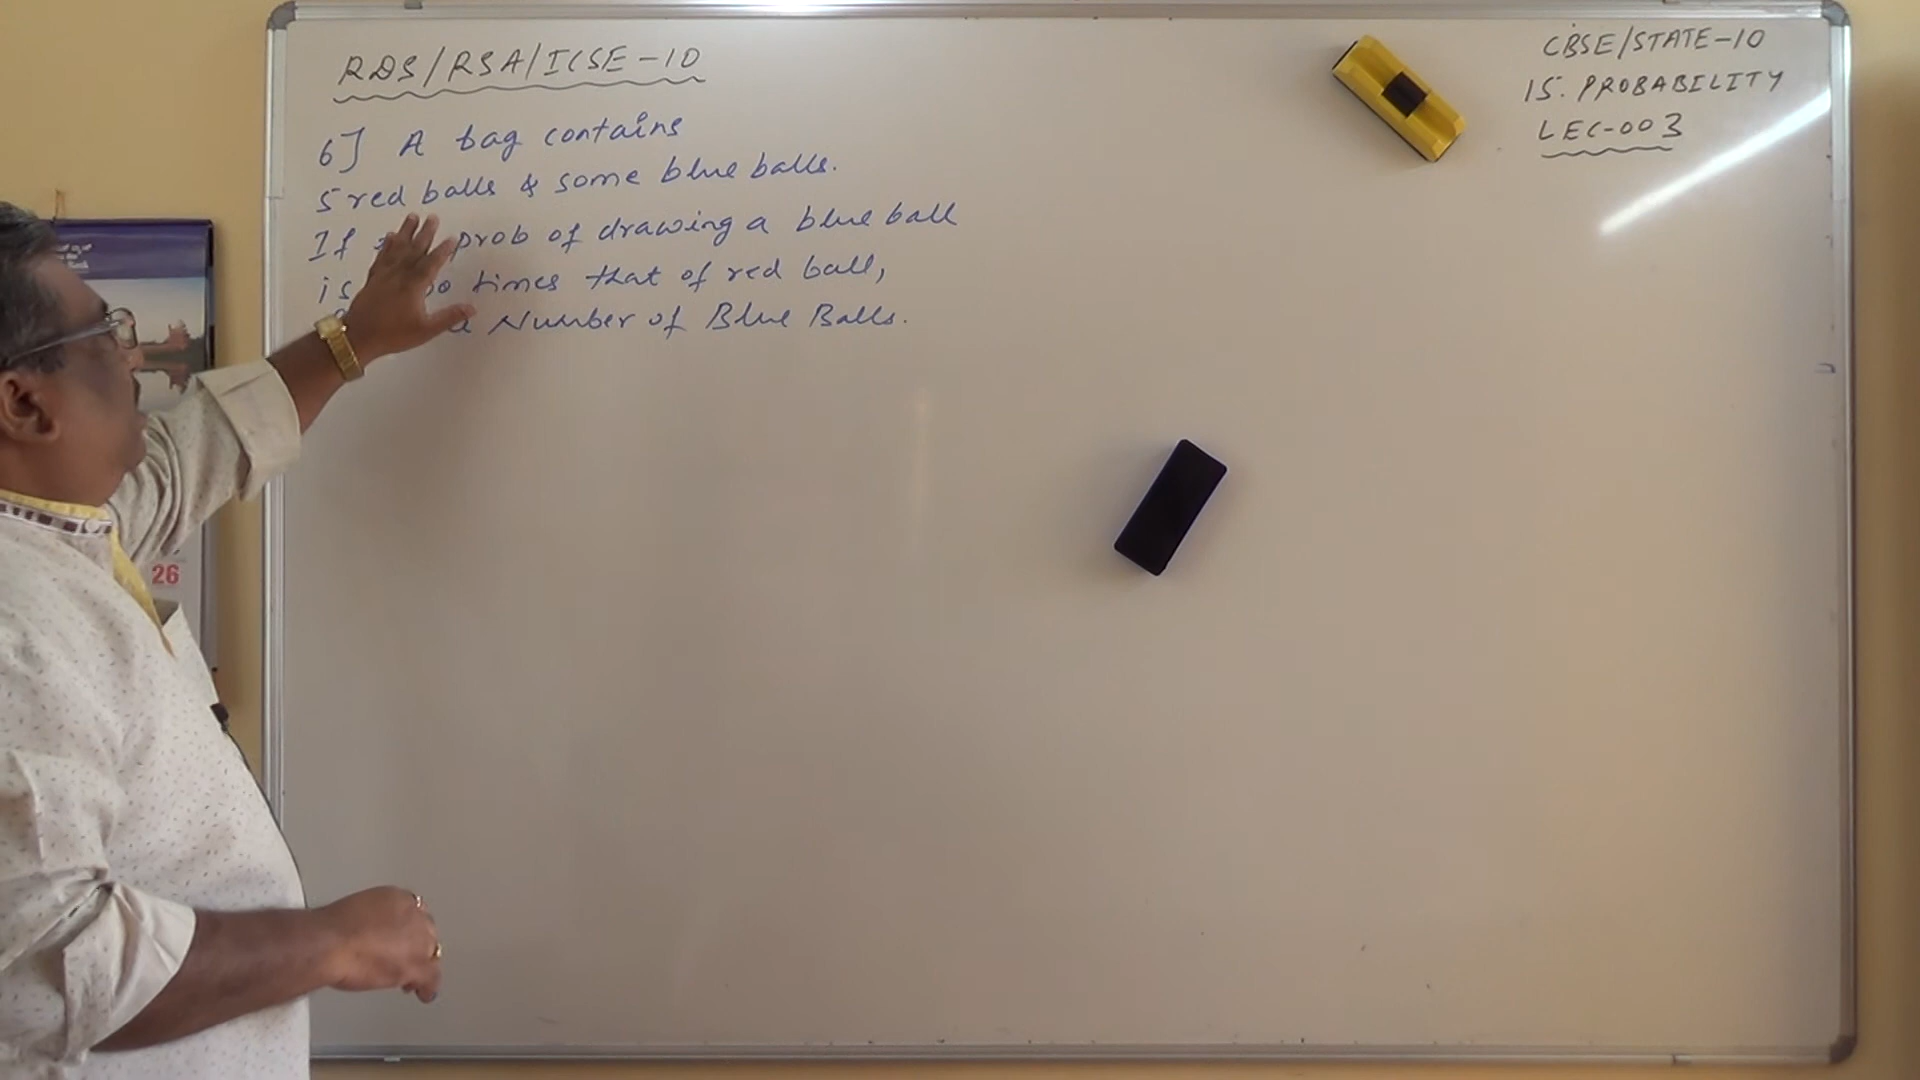 RDS/RSA/ICSE-10
6] A bag contains
5 red balls & some blue balls.
If prob of drawing a blue ball
is times that of red ball,
Number of Blue Balls.
CBSE/STATE-10
15. PROBABILITY
LEC-003
26